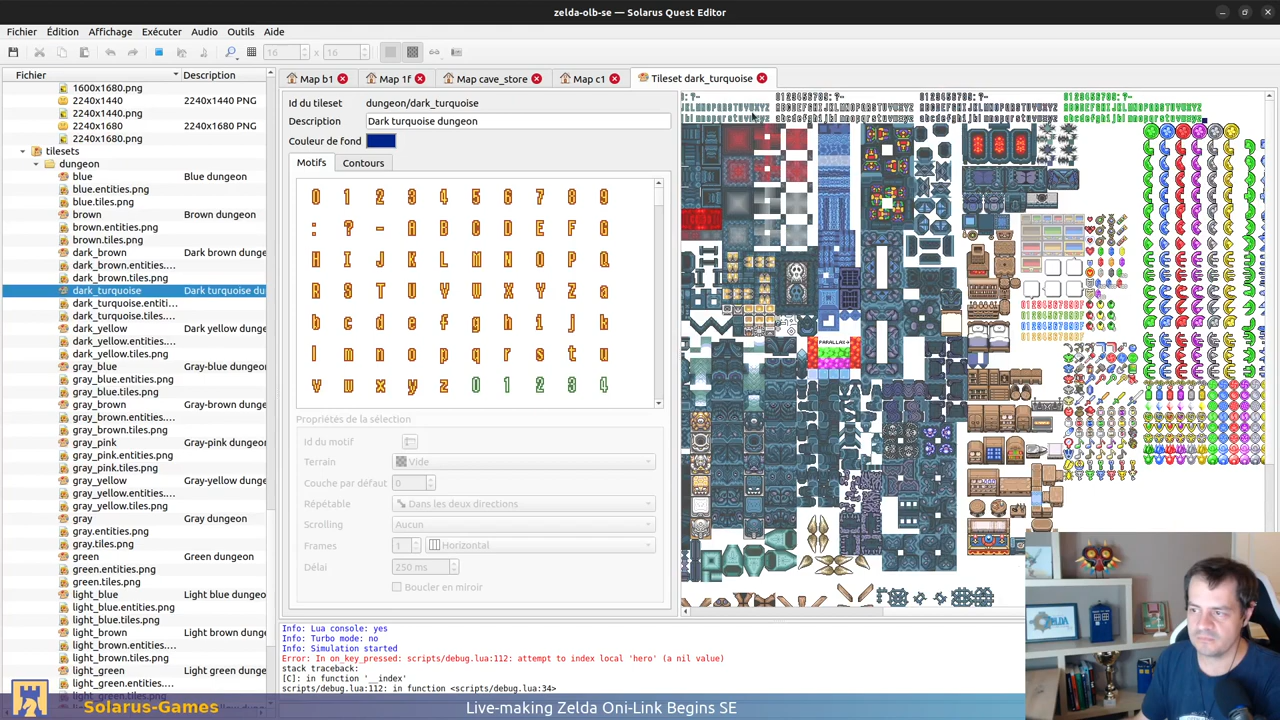 zelda-olb-se — Solarus Quest Editor
Fichier Édition Affichage Exécuter Audio Outils Aide
16 x 16
Fichier Description
Map b1 Map 1f Map cave_store Map c1 Tileset dark_turquoise
1600x1680.png
2240x1440 2240x1440 PNG
2240x1440.png
2240x1680 2240x1680 PNG
2240x1680.png
tilesets
dungeon
blue Blue dungeon
blue.entities.png
blue.tiles.png
brown Brown dungeon
brown.entities.png
brown.tiles.png
dark_brown Dark brown dunge
dark_brown.entities....
dark_brown.tiles.png
dark_turquoise Dark turquoise du
dark_turquoise.entiti...
dark_turquoise.tiles...
dark_yellow Dark yellow dunge
dark_yellow.entities....
dark_yellow.tiles.png
gray_blue Gray-blue dungeon
gray_blue.entities.png
gray_blue.tiles.png
gray_brown Gray-brown dunge
gray_brown.entities....
gray_brown.tiles.png
gray_pink Gray-pink dungeon
gray_pink.entities.png
gray_pink.tiles.png
gray_yellow Gray-yellow dunge
gray_yellow.entities....
gray_yellow.tiles.png
gray Gray dungeon
gray.entities.png
gray.tiles.png
green Green dungeon
green.entities.png
green.tiles.png
light_blue Light blue dungeo
light_blue.entities.png
light_blue.tiles.png
light_brown Light brown dunge
light_brown.entities....
light_brown.tiles.png
light_green Light green dunge
light_green.entities....
Id du tileset dungeon/dark_turquoise
Description Dark turquoise dungeon
Couleur de fond
Motifs Contours
0 1 2 3 4 5 6 7 8 9
: ? - A B C D E F G
H I J K L M N O P Q
R S T U V W X Y Z a
b c d e f g h i j k
l m n o p q r s t u
v w x y z 0 1 2 3 4
Propriétés de la sélection
Id du motif
Terrain Vide
Couche par défaut 0
Répétable Dans les deux directions
Scrolling Aucun
Frames 1 Horizontal
Délai 250 ms
Boucler en miroir
PARALLAX
Info: Lua console: yes
Info: Turbo mode: no
Info: Simulation started
Error: In on_key_pressed: scripts/debug.lua:112: attempt to index local 'hero' (a nil value)
stack traceback:
[C]: in function '__index'
scripts/debug.lua:112: in function <scripts/debug.lua:34>
Solarus-Games Live-making Zelda Oni-Link Begins SE